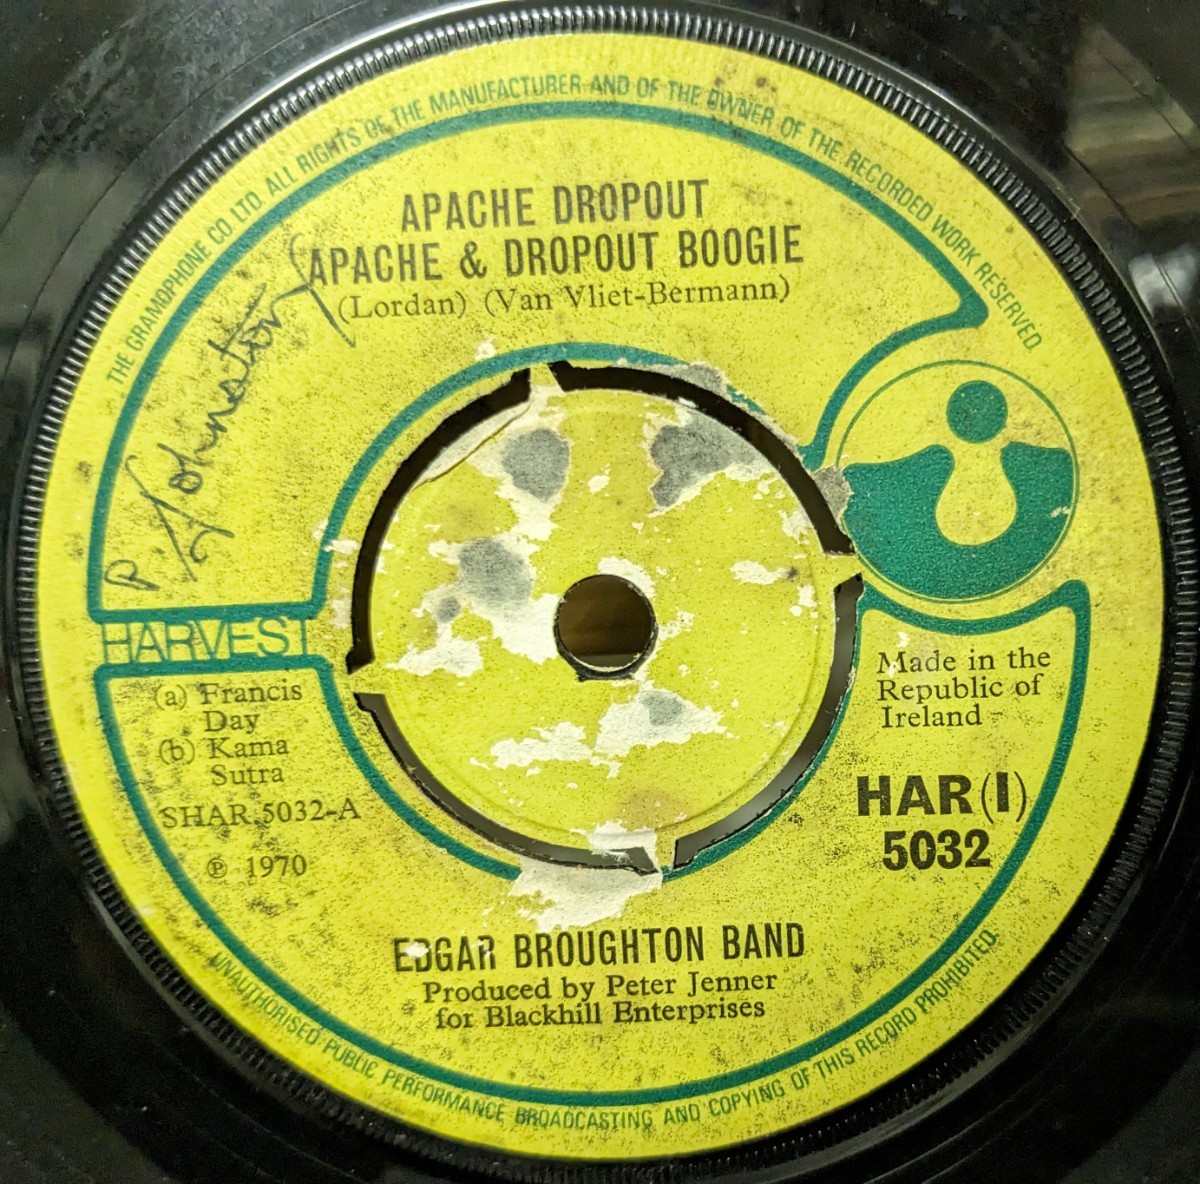 THE GRAMOPHONE CO LTD. ALL RIGHTS OF THE MANUFACTURER AND OF THE OWNER OF THE RECORDED WORK RESERVED.
APACHE DROPOUT
APACHE & DROPOUT BOOGIE
(Lordan) (Van Vliet-Bermann)
P Johnston
HARVEST
(a) Francis
Day
(b) Kama
Sutra
SHAR.5032-A
℗ 1970
Made in the
Republic of
Ireland
HAR(I)
5032
EDGAR BROUGHTON BAND
Produced by Peter Jenner
for Blackhill Enterprises
UNAUTHORISED PUBLIC PERFORMANCE BROADCASTING AND COPYING OF THIS RECORD PROHIBITED.